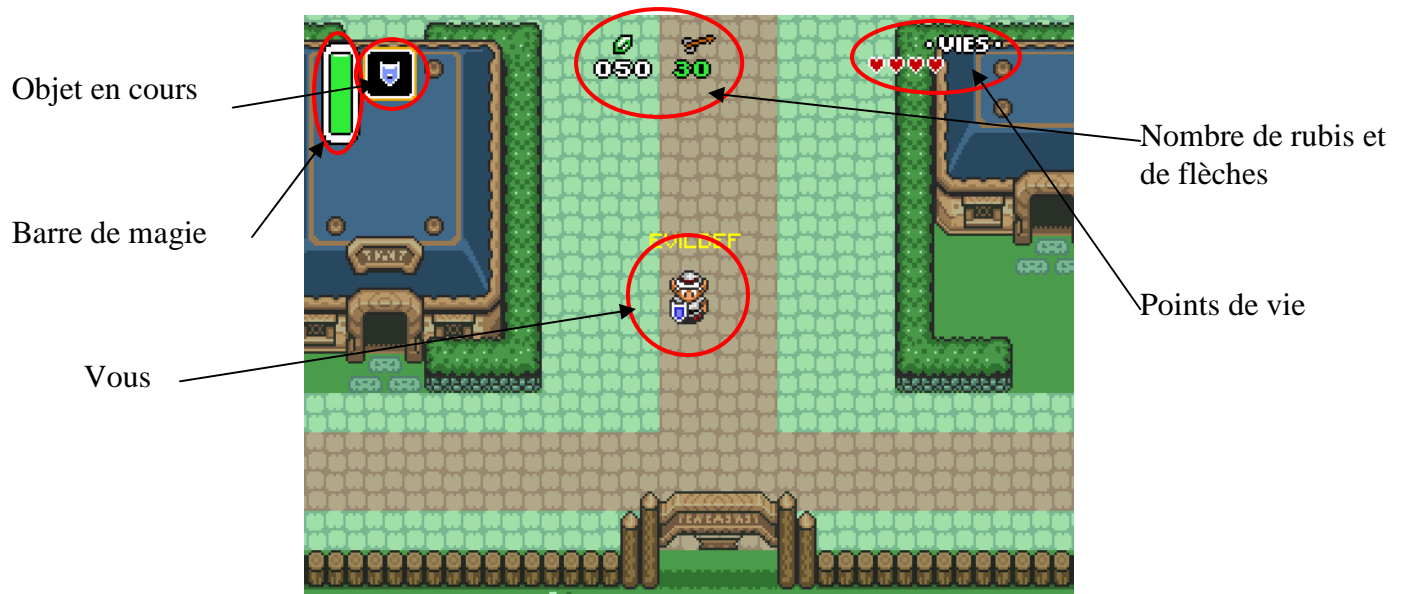 VIES
050 30
Objet en cours
Nombre de rubis et
de flèches
Barre de magie
EVILDEF
Points de vie
Vous